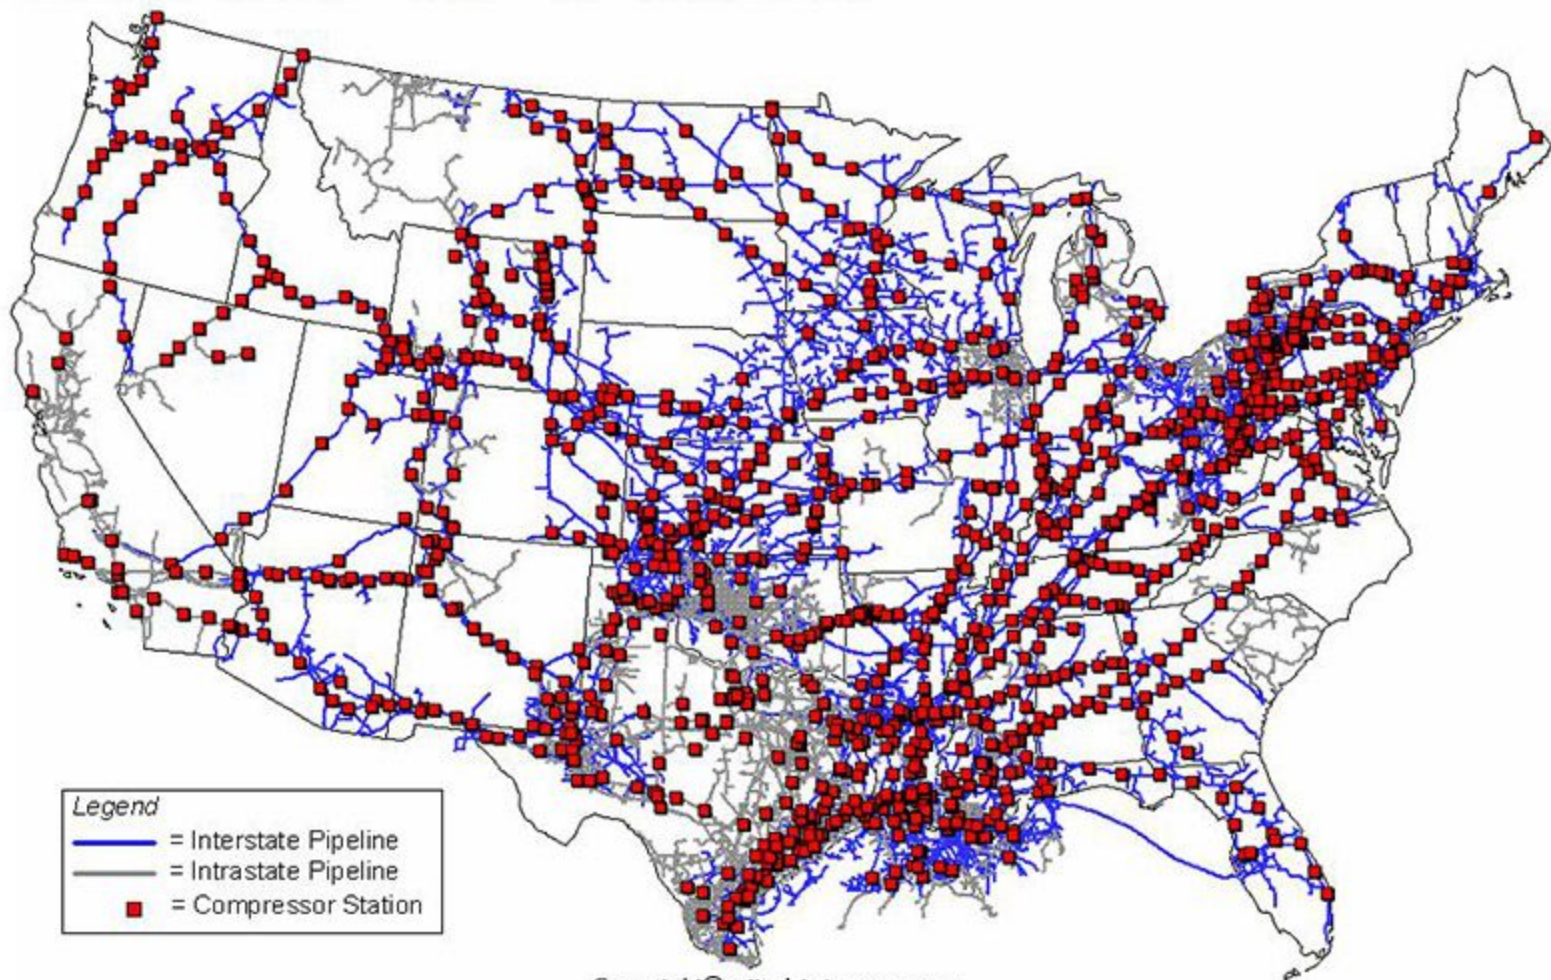 Legend
= Interstate Pipeline
= Intrastate Pipeline
= Compressor Station